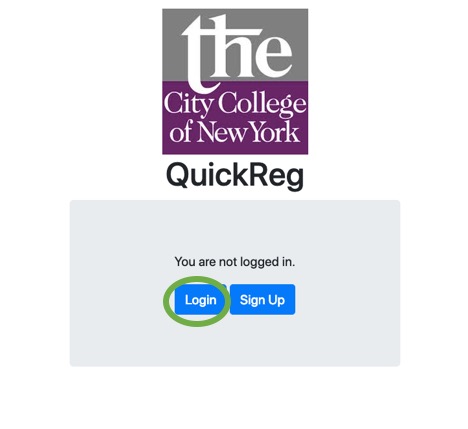 the
City College
of New York
QuickReg
You are not logged in.
Login Sign Up